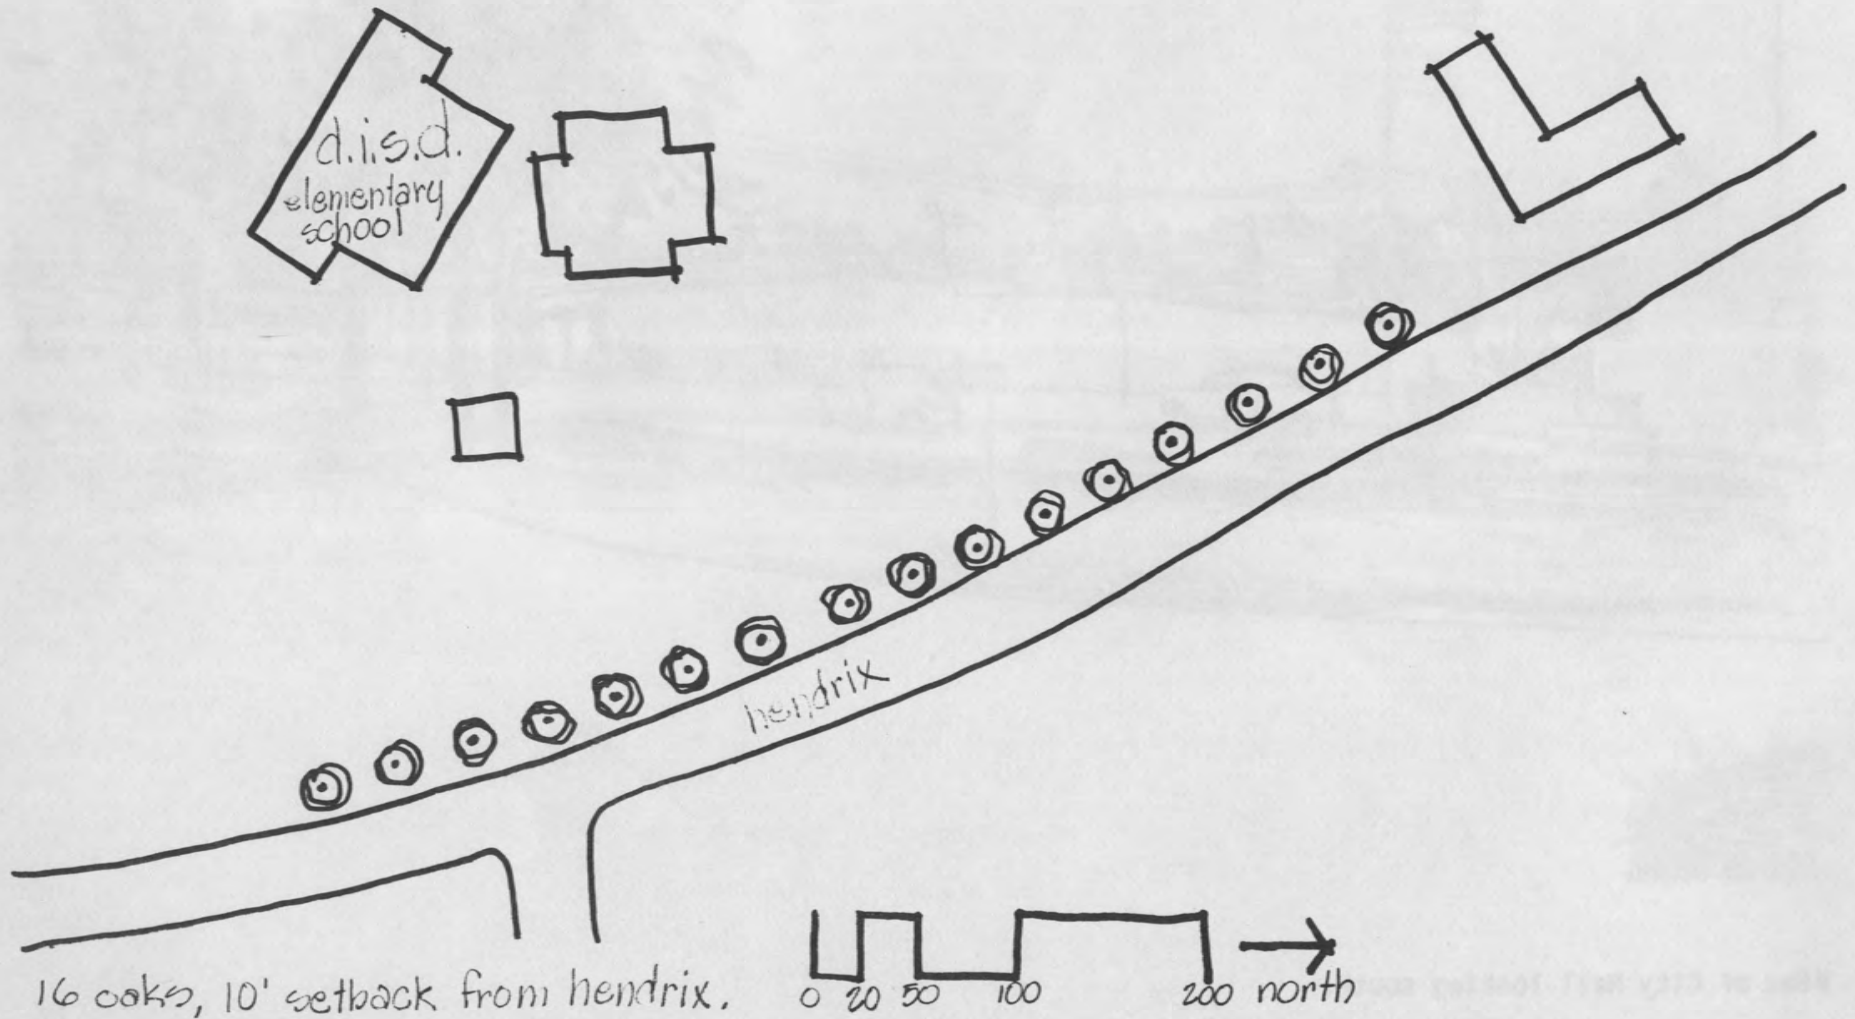 d.i.s.d.
elementary
school
hendrix
16 oaks, 10' setback from hendrix.
0 20 50 100 200 north